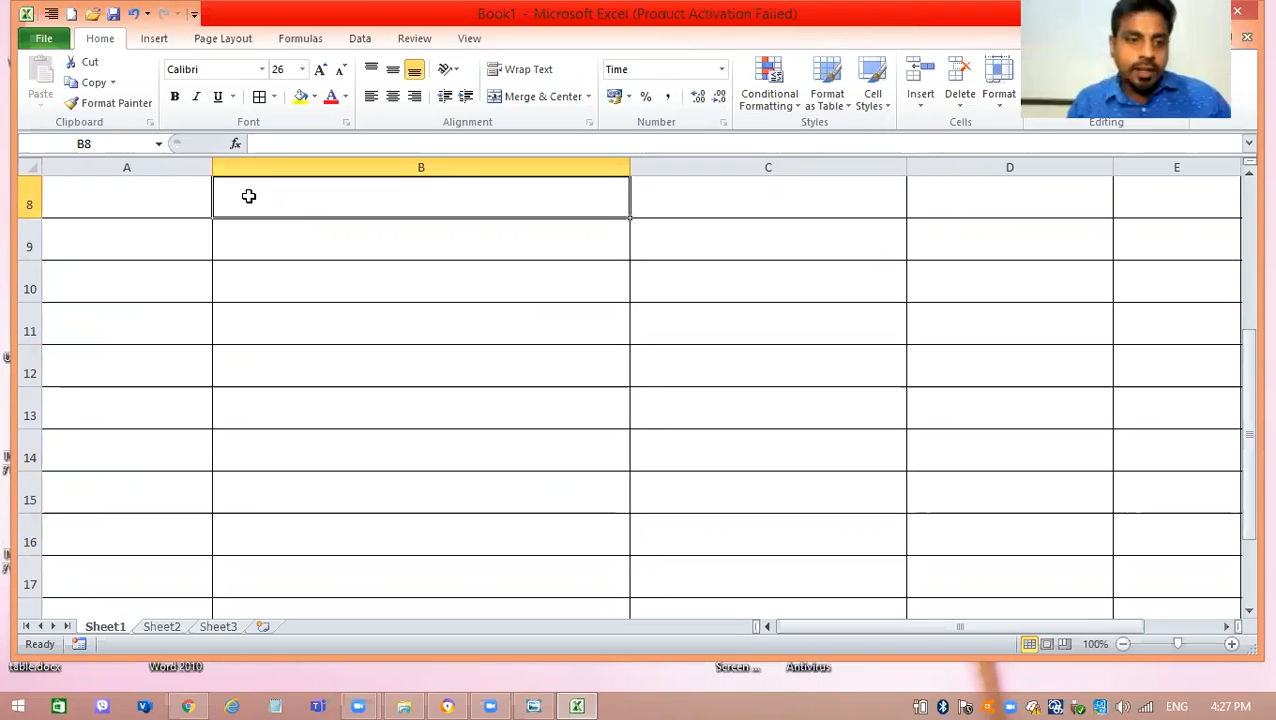 Book1 - Microsoft Excel (Product Activation Failed)
File Home Insert Page Layout Formulas Data Review View
Paste
Cut
Copy
Format Painter
Clipboard
Calibri 26
B I U
Font
Wrap Text
Merge & Center
Alignment
Time
% ,
Number
Conditional Formatting
Format as Table
Cell Styles
Styles
Insert Delete Format
Cells
Editing
B8 fx
A B C D E
8
9
10
11
12
13
14
15
16
17
Sheet1 Sheet2 Sheet3
Ready 100%
table.docx Word 2010 Screen ... Antivirus
ENG 4:27 PM